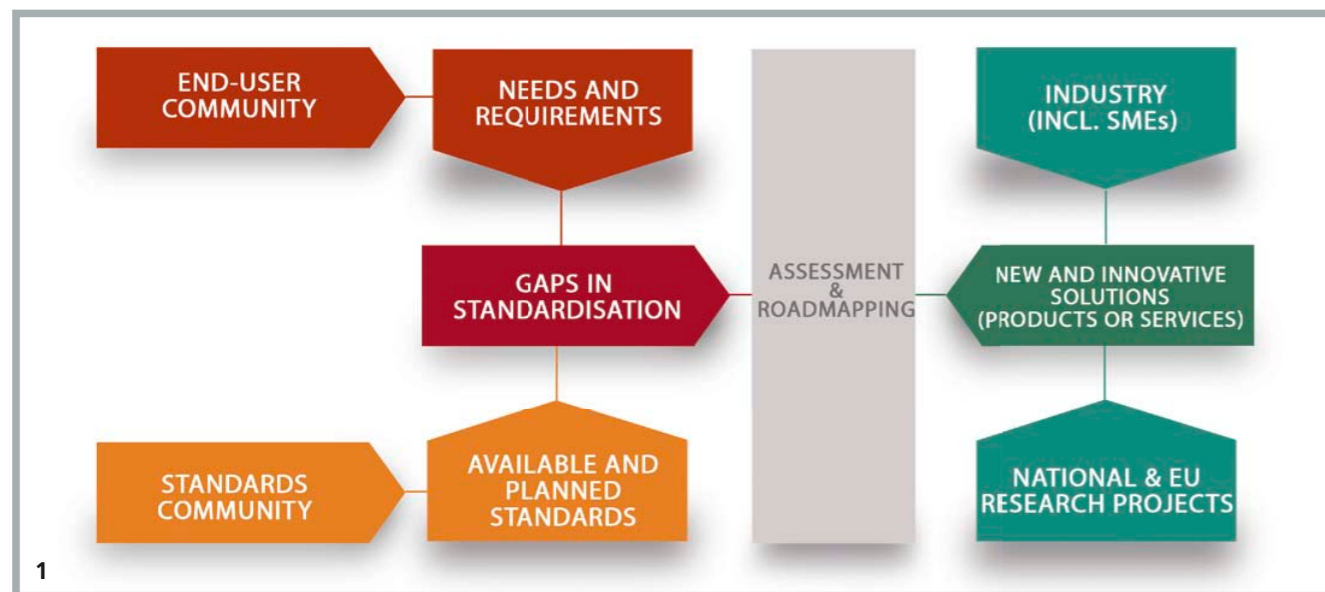 END-USER
COMMUNITY
NEEDS AND
REQUIREMENTS
INDUSTRY
(INCL. SMEs)
GAPS IN
STANDARDISATION
ASSESSMENT
&
ROADMAPPING
NEW AND INNOVATIVE
SOLUTIONS
(PRODUCTS OR SERVICES)
STANDARDS
COMMUNITY
AVAILABLE AND
PLANNED
STANDARDS
NATIONAL & EU
RESEARCH PROJECTS
1